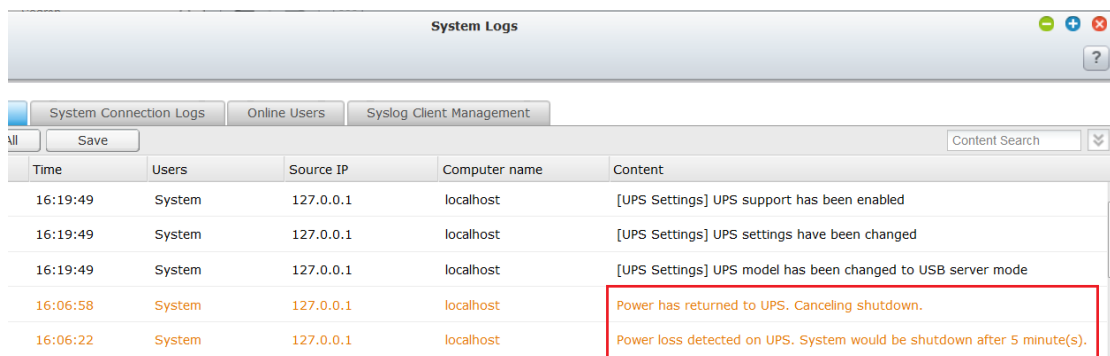 System Logs
?
System Connection Logs Online Users Syslog Client Management
All Save Content Search
Time Users Source IP Computer name Content
16:19:49 System 127.0.0.1 localhost [UPS Settings] UPS support has been enabled
16:19:49 System 127.0.0.1 localhost [UPS Settings] UPS settings have been changed
16:19:49 System 127.0.0.1 localhost [UPS Settings] UPS model has been changed to USB server mode
16:06:58 System 127.0.0.1 localhost Power has returned to UPS. Canceling shutdown.
16:06:22 System 127.0.0.1 localhost Power loss detected on UPS. System would be shutdown after 5 minute(s).